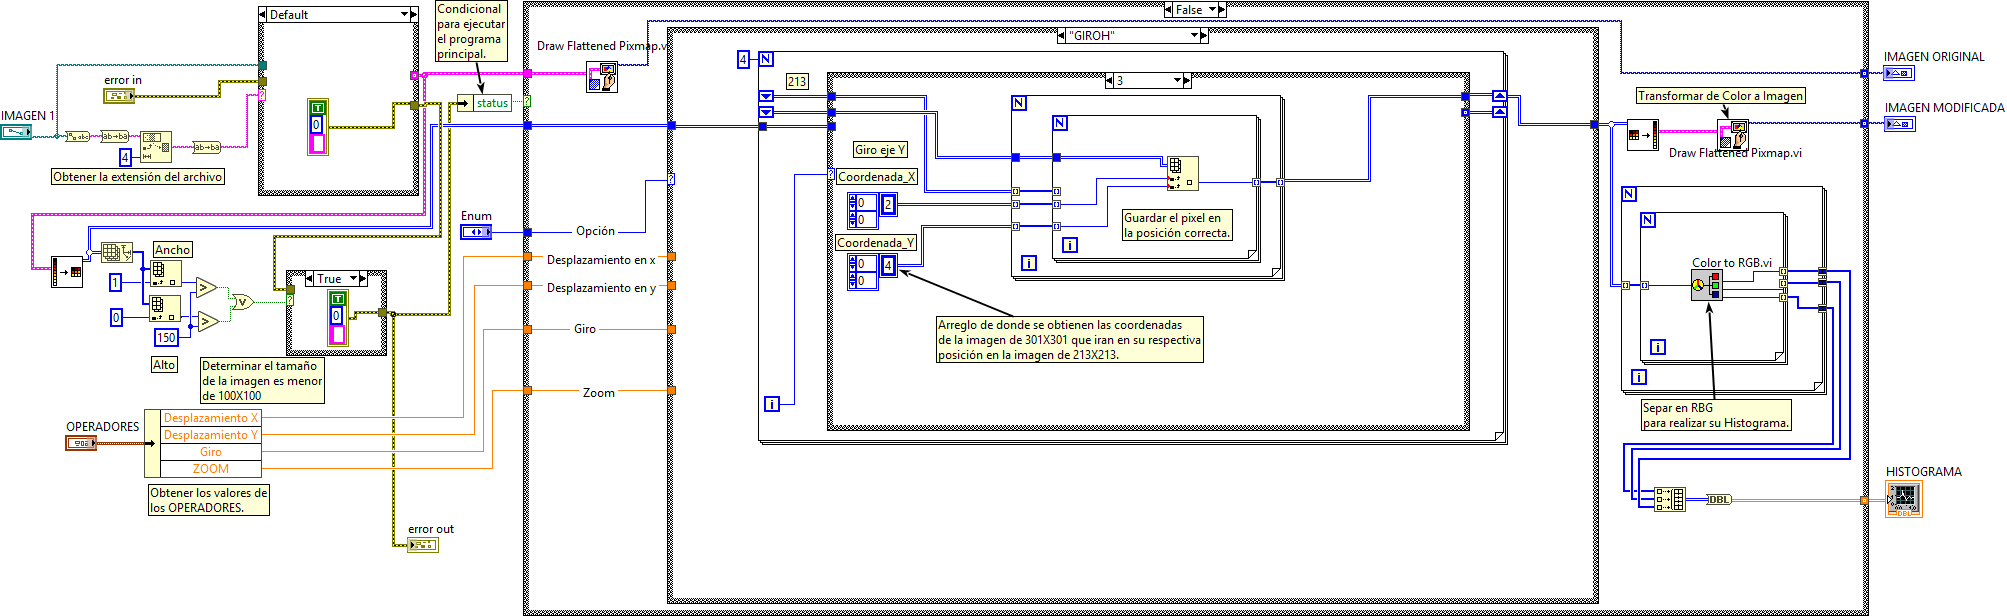 Default
Condicional
para ejecutar
el programa
principal.
error in
IMAGEN 1
4
Obtener la extensión del archivo
T
0
status
Ancho
1
0
150
Alto
True
T
0
Determinar el tamaño
de la imagen es menor
de 100X100
OPERADORES
Desplazamiento X
Desplazamiento Y
Giro
ZOOM
Obtener los valores de
los OPERADORES.
error out
Enum
False
Draw Flattened Pixmap.v
Opción
Desplazamiento en x
Desplazamiento en y
Giro
Zoom
"GIROH"
4
N
213
3
Giro eje Y
Coordenada_X
0
0
2
Coordenada_Y
0
0
4
i
N
N
Guardar el pixel en
la posición correcta.
i
i
Arreglo de donde se obtienen las coordenadas
de la imagen de 301X301 que iran en su respectiva
posición en la imagen de 213X213.
Transformar de Color a Imagen
Draw Flattened Pixmap.vi
N
N
Color to RGB.vi
i
i
Separ en RBG
para realizar su Histograma.
DBL
IMAGEN ORIGINAL
IMAGEN MODIFICADA
HISTOGRAMA
DBL